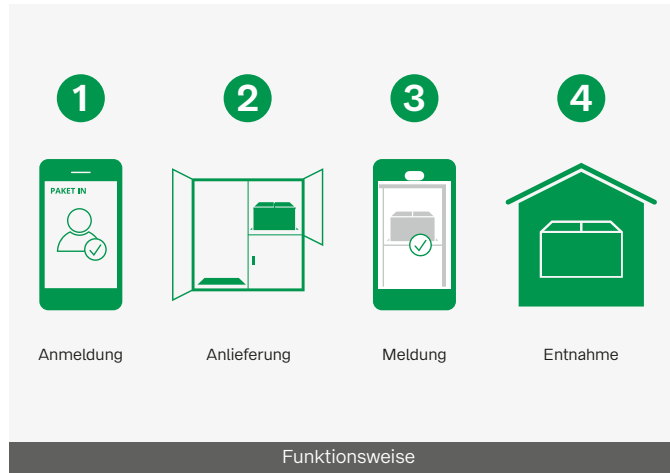 1
2
3
4
PAKET IN
Anmeldung
Anlieferung
Meldung
Entnahme
Funktionsweise